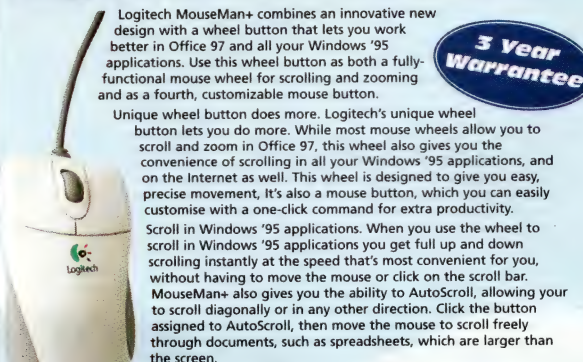 Logitech MouseMan+ combines an innovative new
design with a wheel button that lets you work
better in Office 97 and all your Windows '95
applications. Use this wheel button as both a fully-
functional mouse wheel for scrolling and zooming
and as a fourth, customizable mouse button.
3 Year
Warrantee
Unique wheel button does more. Logitech's unique wheel
button lets you do more. While most mouse wheels allow you to
scroll and zoom in Office 97, this wheel also gives you the
convenience of scrolling in all your Windows '95 applications, and
on the Internet as well. This wheel is designed to give you easy,
precise movement, It's also a mouse button, which you can easily
customise with a one-click command for extra productivity.
Scroll in Windows '95 applications. When you use the wheel to
scroll in Windows '95 applications you get full up and down
scrolling instantly at the speed that's most convenient for you,
without having to move the mouse or click on the scroll bar.
MouseMan+ also gives you the ability to AutoScroll, allowing your
to scroll diagonally or in any other direction. Click the button
assigned to AutoScroll, then move the mouse to scroll freely
through documents, such as spreadsheets, which are larger than
the screen.
Logitech